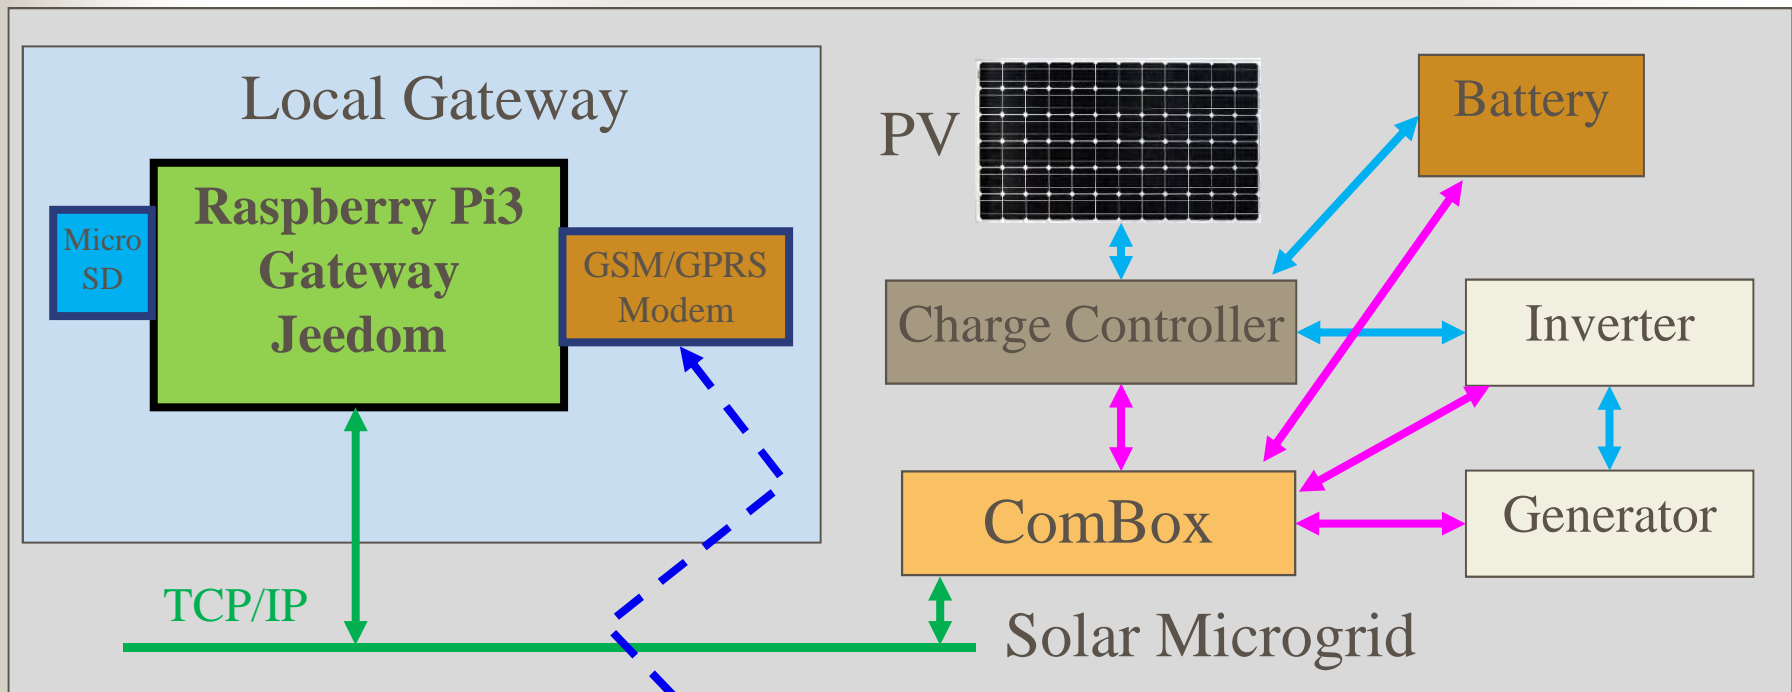 Local Gateway
Raspberry Pi3
Gateway
Jeedom
Micro
SD
GSM/GPRS
Modem
TCP/IP
PV
Battery
Charge Controller
Inverter
ComBox
Generator
Solar Microgrid